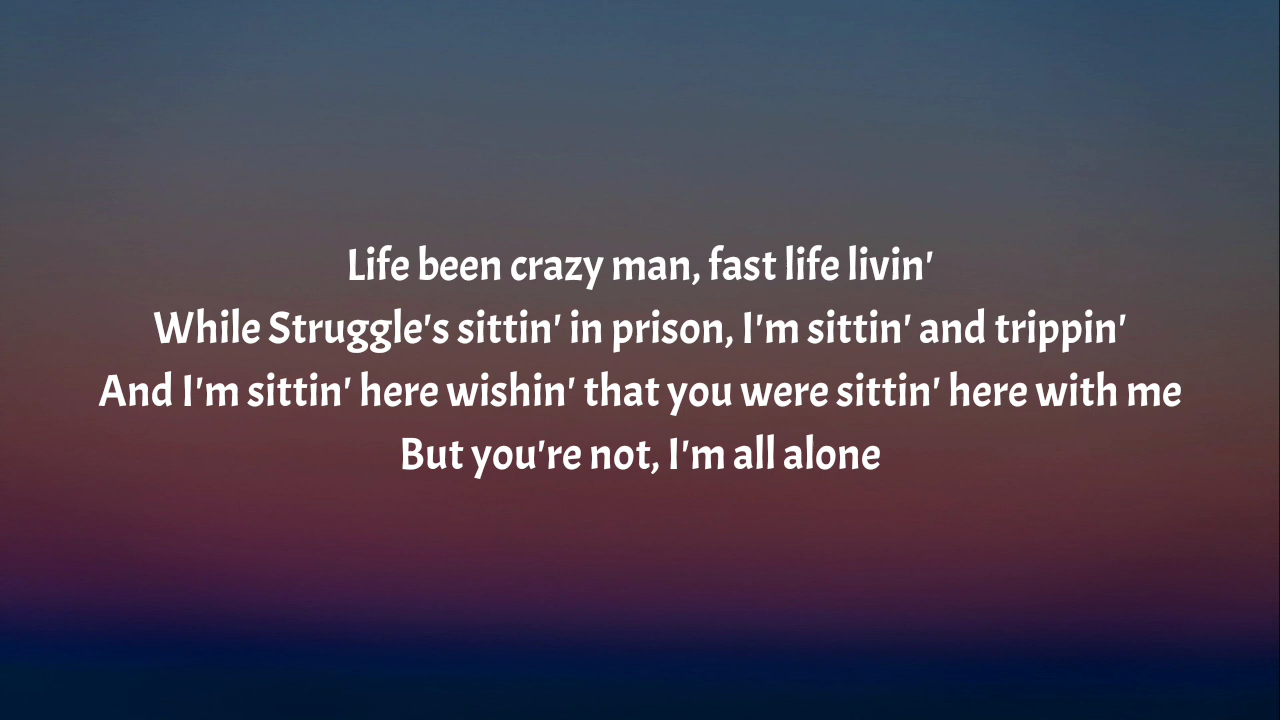 Life been crazy man, fast life livin'
While Struggle's sittin' in prison, I'm sittin' and trippin'
And I'm sittin' here wishin' that you were sittin' here with me
But you're not, I'm all alone